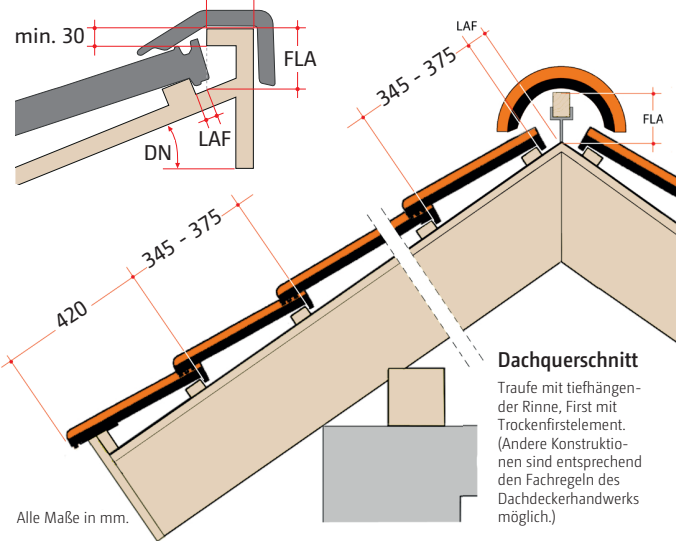 min. 30
FLA
LAF
DN
LAF
345 - 375
FLA
345 - 375
420
Dachquerschnitt
Traufe mit tiefhängen-
der Rinne, First mit
Trockenfirstelement.
(Andere Konstruktio-
nen sind entsprechend
den Fachregeln des
Dachdeckerhandwerks
möglich.)
Alle Maße in mm.